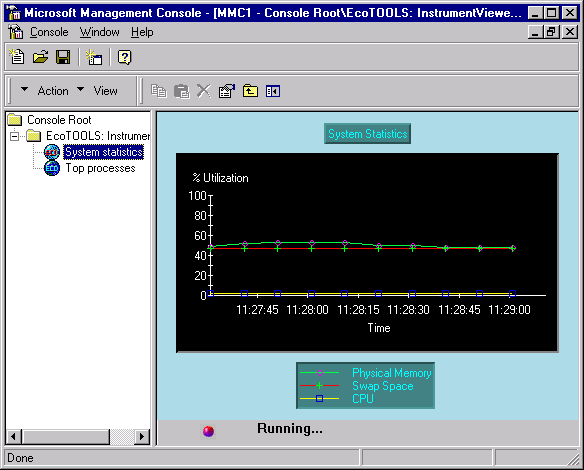 Microsoft Management Console - [MMC1 - Console Root\EcoTOOLS: InstrumentViewe...
Console Window Help
Action View
Console Root
EcoTOOLS: Instrumer
System statistics
Top processes
System Statistics
% Utilization
100
80
60
40
20
0
11:27:45 11:28:00 11:28:15 11:28:30 11:28:45 11:29:00
Time
Physical Memory
Swap Space
CPU
Running...
Done